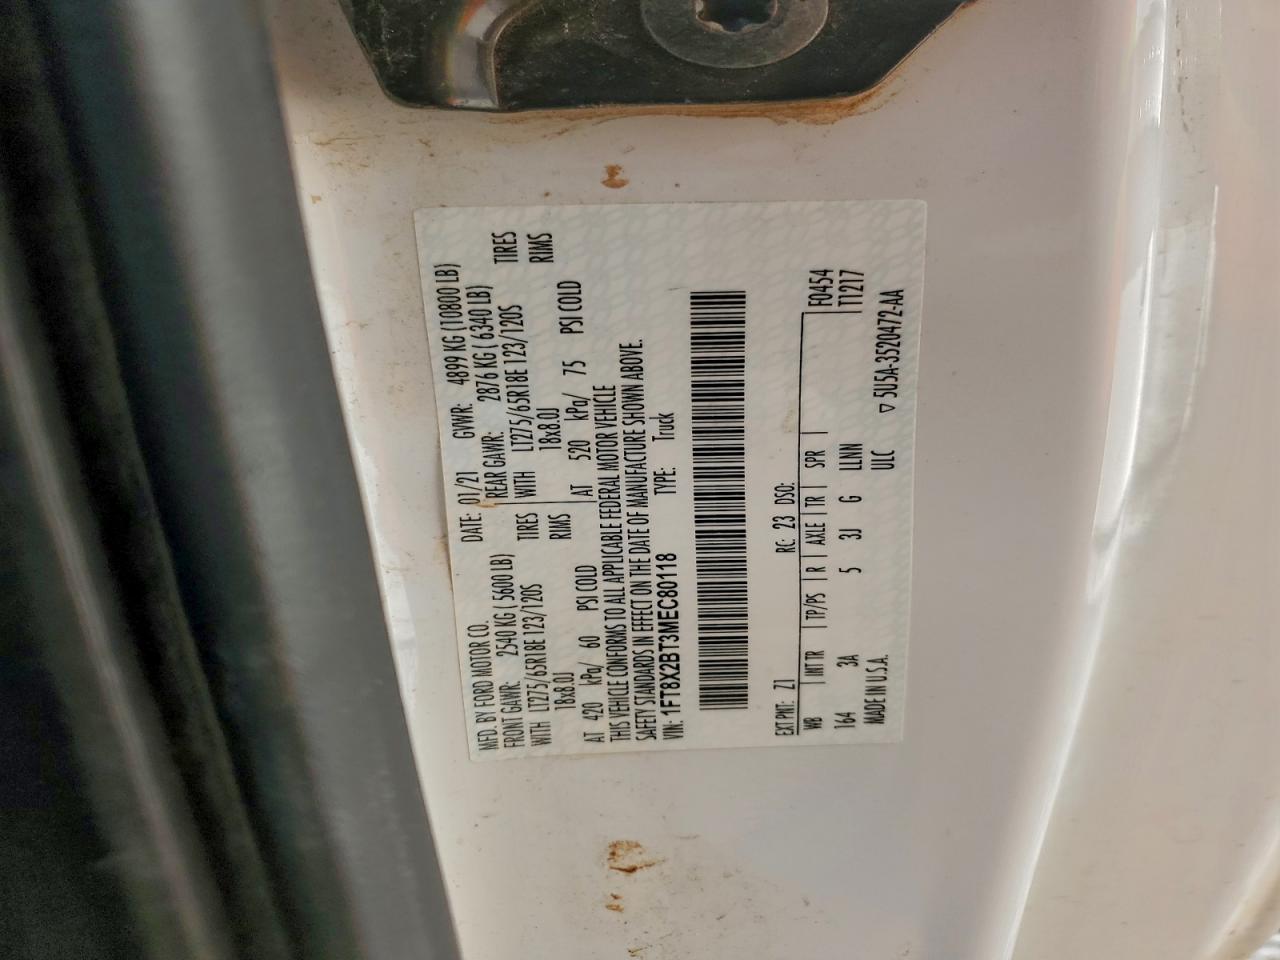 MFD. BY FORD MOTOR CO.
DATE: 01/21 GVWR: 4899 KG (10800 LB)
FRONT GAWR: 2540 KG ( 5600 LB) REAR GAWR: 2876 KG ( 6340 LB)
WITH LT275/65R18E 123/120S TIRES WITH LT275/65R18E 123/120S TIRES
18x8.0J RIMS 18x8.0J RIMS
AT 420 kPa/ 60 PSI COLD AT 520 kPa/ 75 PSI COLD
THIS VEHICLE CONFORMS TO ALL APPLICABLE FEDERAL MOTOR VEHICLE
SAFETY STANDARDS IN EFFECT ON THE DATE OF MANUFACTURE SHOWN ABOVE.
VIN: 1FT8X2BT3MEC80118 TYPE: Truck
EXT PNT: Z1 RC: 23 DSO:
WB INT TR TP/PS R AXLE TR SPR F0454
164 3A 5 3J G LLNN T1217
MADE IN U.S.A. ULC ▽ 5U5A-3520472-AA